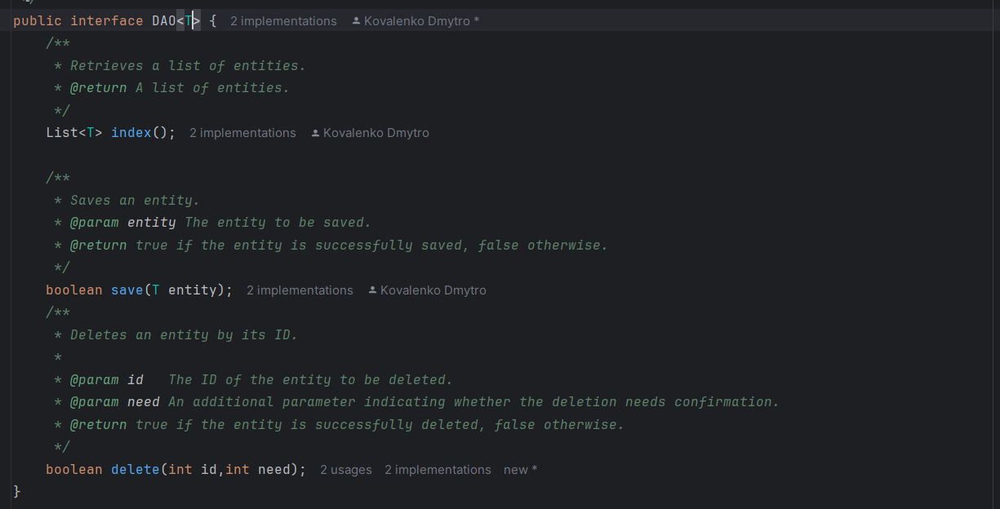 public interface DAO<T> {  2 implementations  Kovalenko Dmytro *
/**
* Retrieves a list of entities.
* @return A list of entities.
*/
List<T> index();  2 implementations  Kovalenko Dmytro
/**
* Saves an entity.
* @param entity The entity to be saved.
* @return true if the entity is successfully saved, false otherwise.
*/
boolean save(T entity);  2 implementations  Kovalenko Dmytro
/**
* Deletes an entity by its ID.
*
* @param id   The ID of the entity to be deleted.
* @param need An additional parameter indicating whether the deletion needs confirmation.
* @return true if the entity is successfully deleted, false otherwise.
*/
boolean delete(int id,int need);  2 usages  2 implementations  new *
}